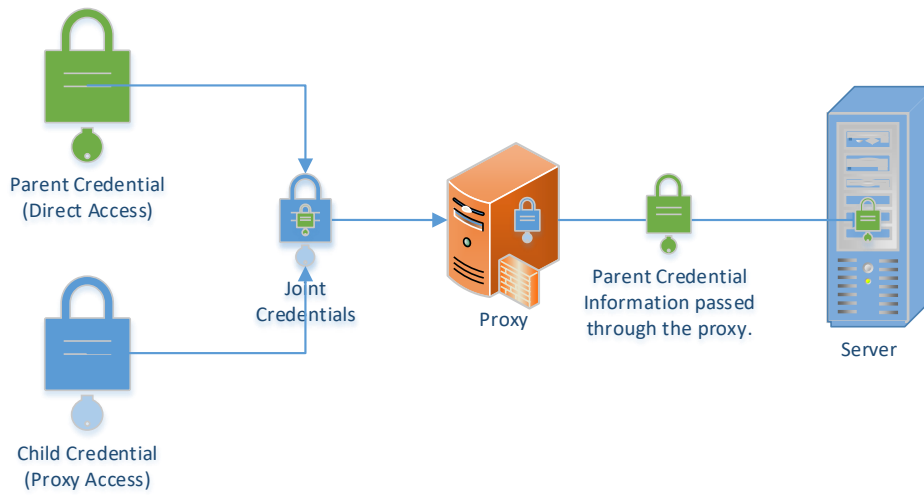 Parent Credential
(Direct Access)
Joint
Credentials
Child Credential
(Proxy Access)
Proxy
Parent Credential
Information passed
through the proxy.
Server